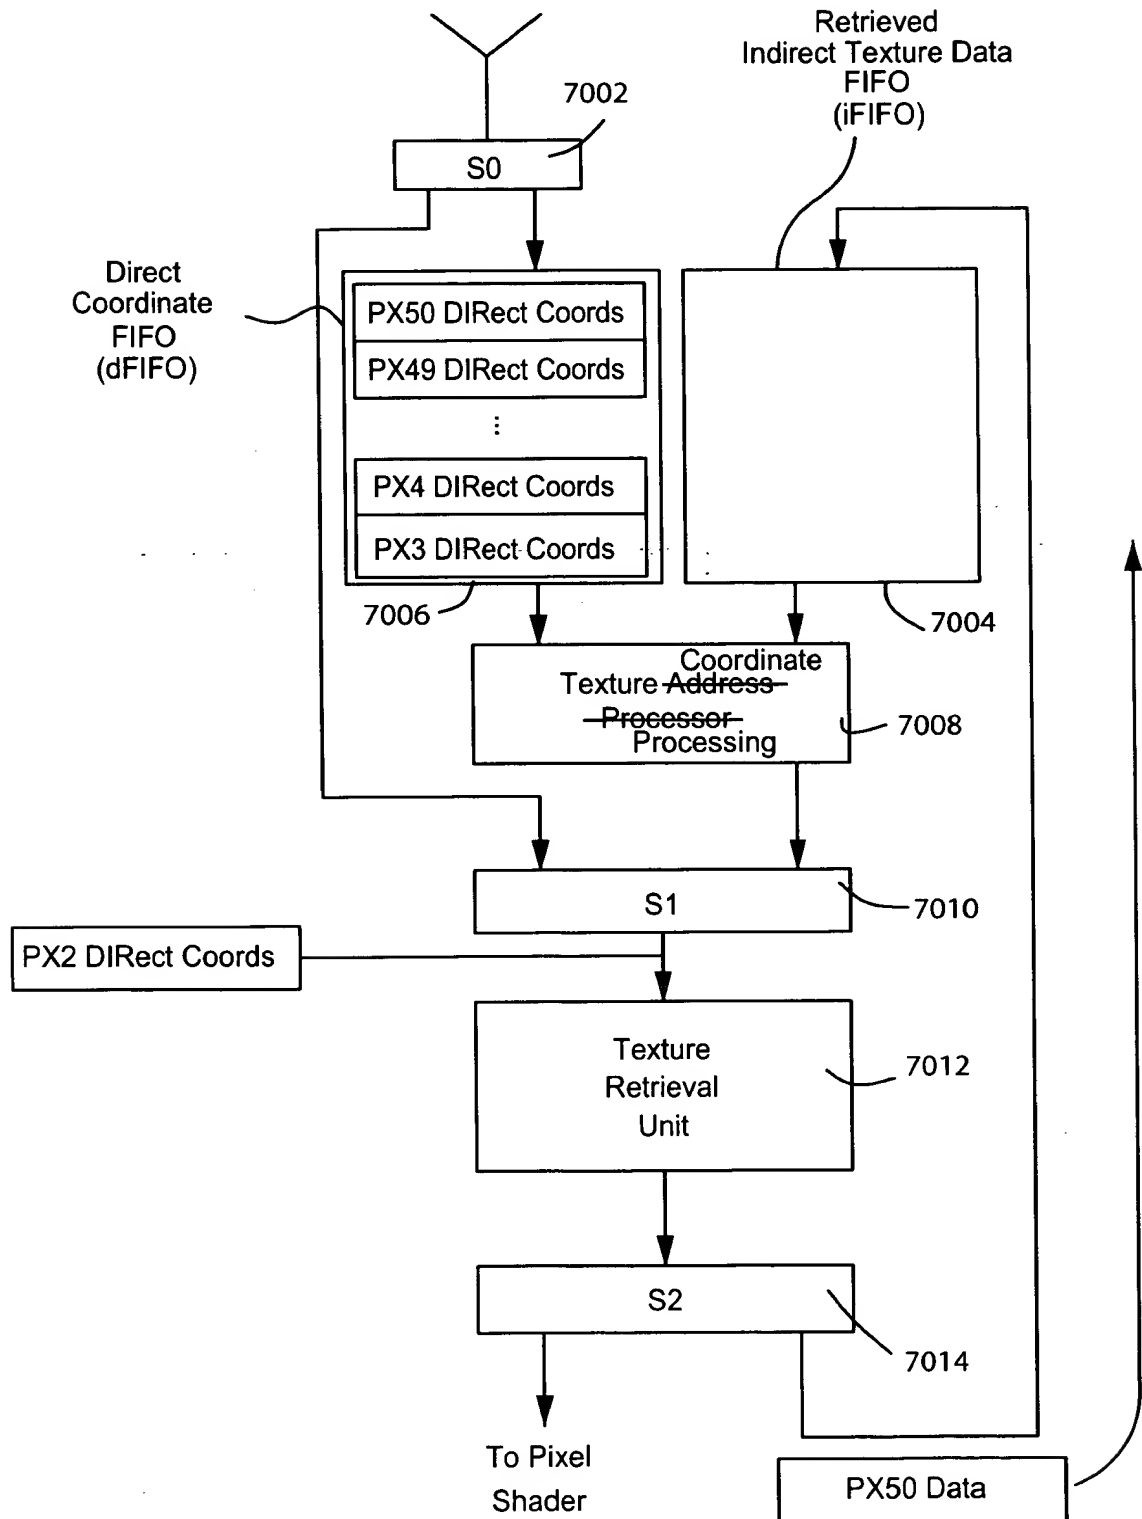 Retrieved
Indirect Texture Data
FIFO
(iFIFO)
7002
S0
Direct
Coordinate
FIFO
(dFIFO)
PX50 DIRect Coords
PX49 DIRect Coords
⋮
PX4 DIRect Coords
PX3 DIRect Coords
7006
7004
Coordinate
Texture Address
Processor
Processing
7008
S1
7010
PX2 DIRect Coords
Texture
Retrieval
Unit
7012
S2
7014
To Pixel
Shader
PX50 Data